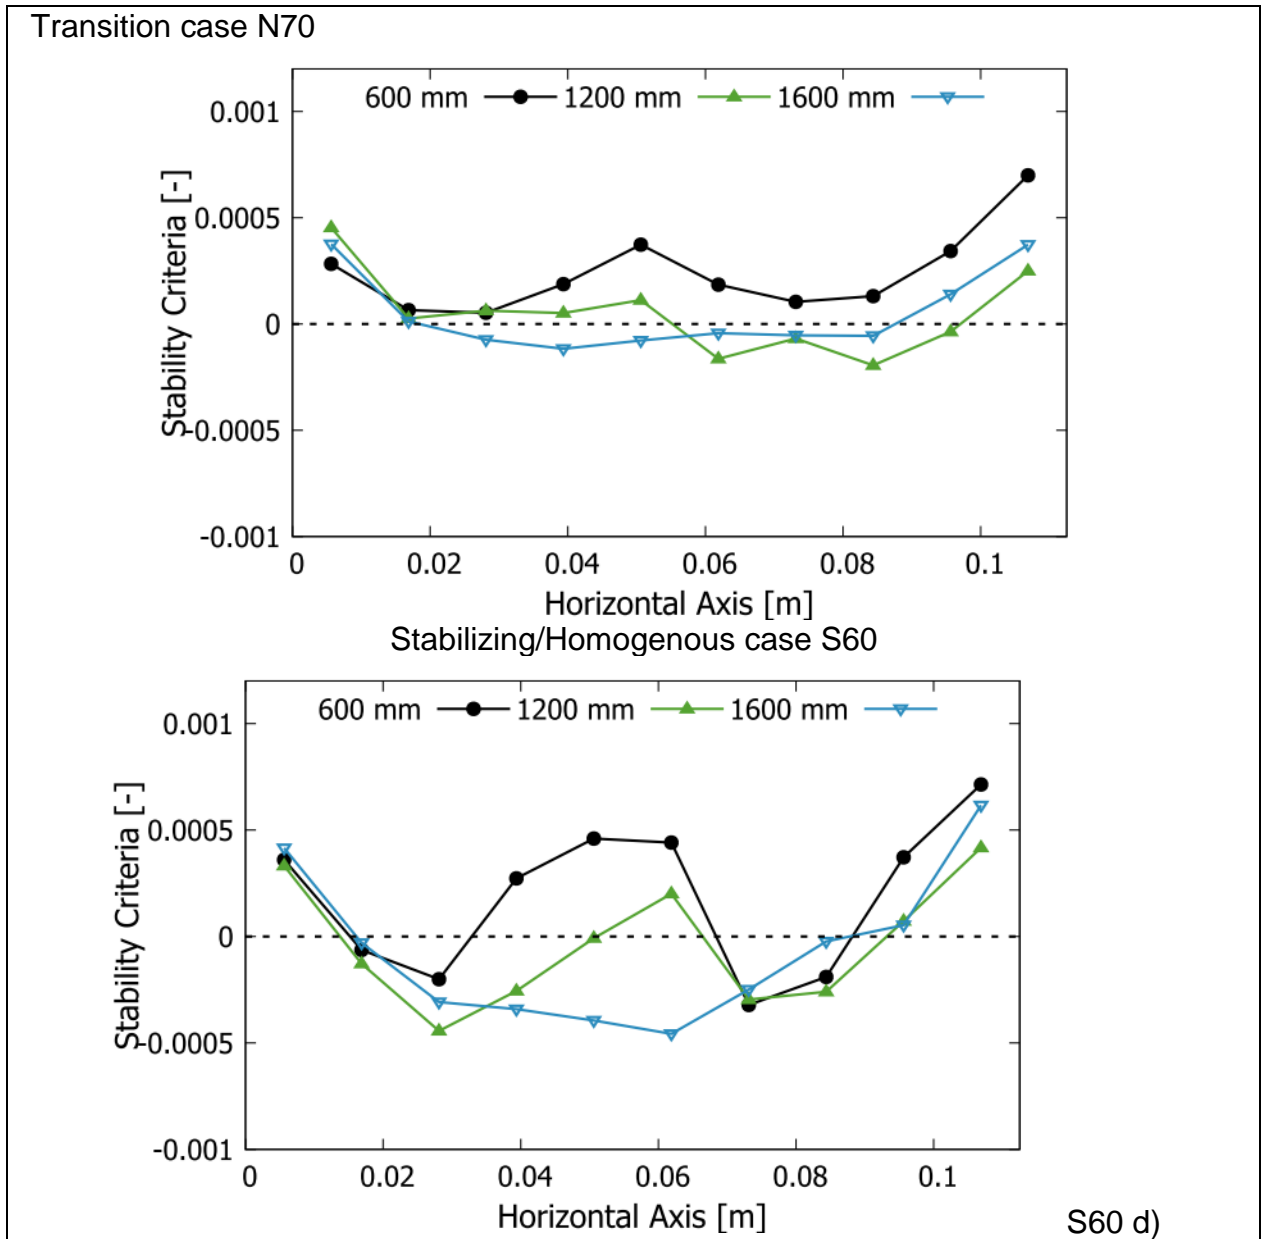 Transition case N70
600 mm 1200 mm 1600 mm
0.001
0.0005
0
-0.0005
-0.001
Stability Criteria [-]
0 0.02 0.04 0.06 0.08 0.1
Horizontal Axis [m]
Stabilizing/Homogenous case S60
600 mm 1200 mm 1600 mm
0.001
0.0005
0
-0.0005
-0.001
Stability Criteria [-]
0 0.02 0.04 0.06 0.08 0.1
Horizontal Axis [m]
S60 d)